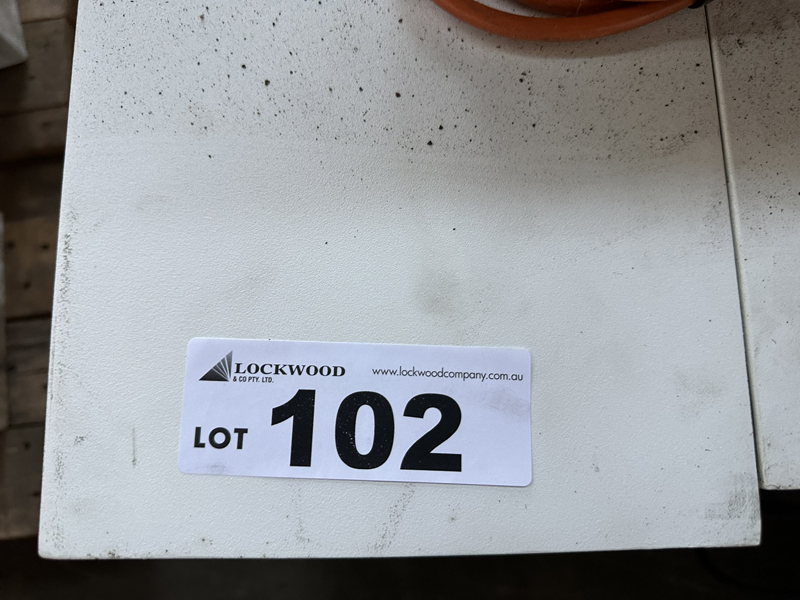 LOCKWOOD
& CO PTY. LTD.
www.lockwoodcompany.com.au
LOT 102